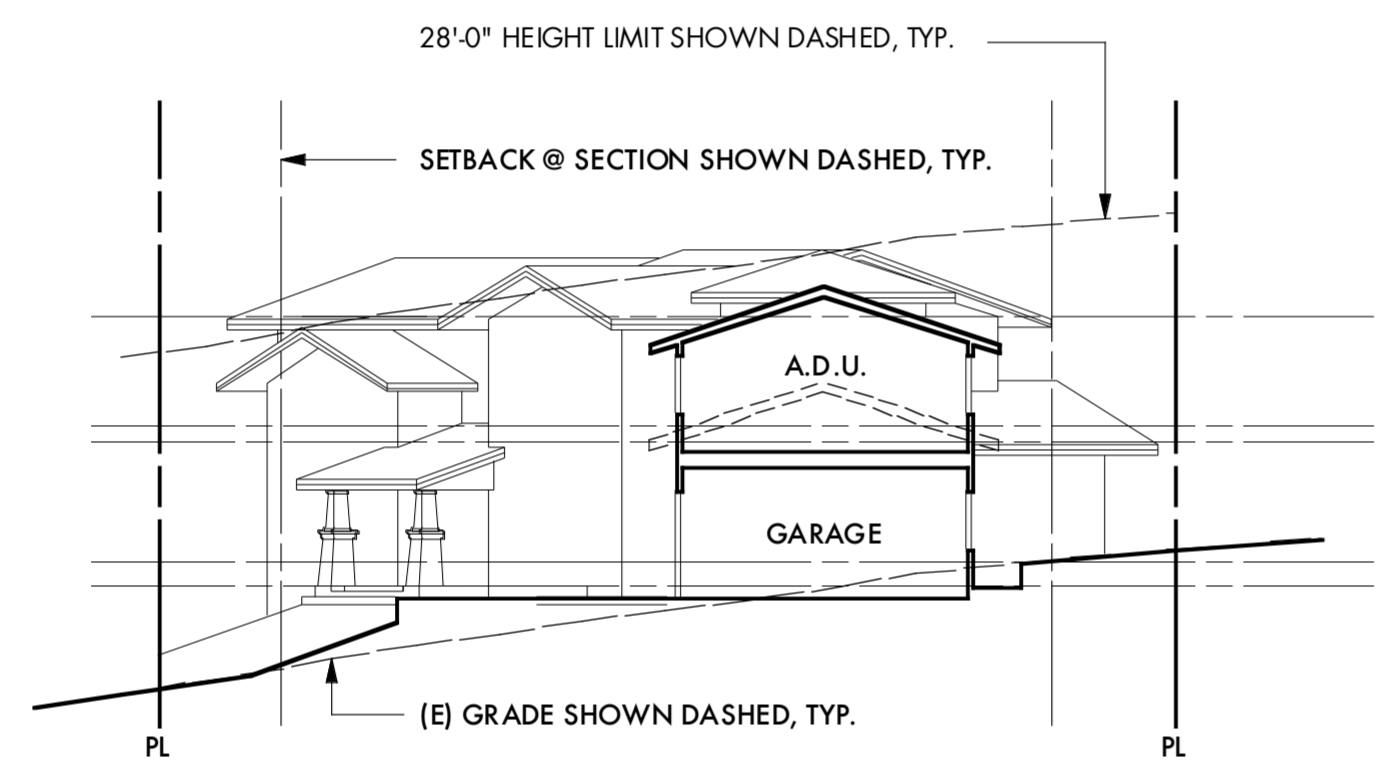 28'-0" HEIGHT LIMIT SHOWN DASHED, TYP.
SETBACK @ SECTION SHOWN DASHED, TYP.
A.D.U.
GARAGE
(E) GRADE SHOWN DASHED, TYP.
PL
PL